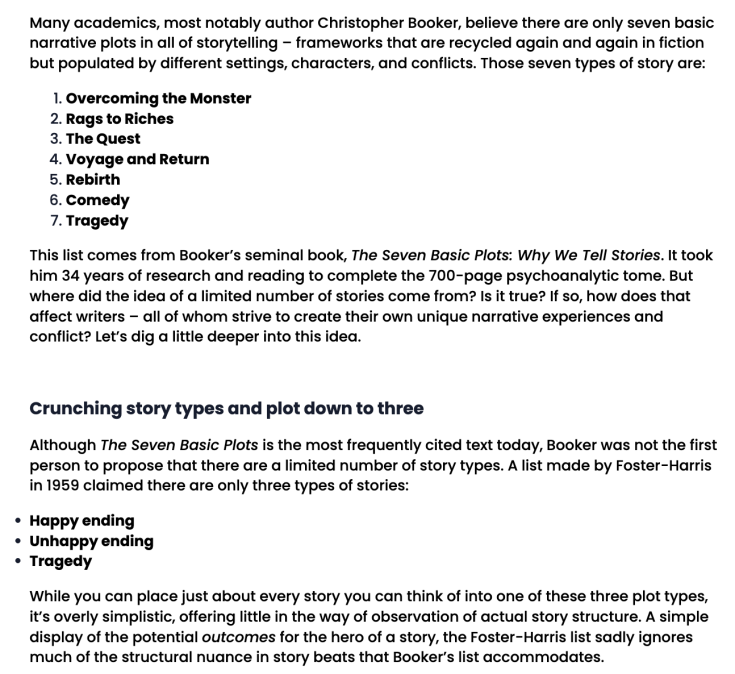 Many academics, most notably author Christopher Booker, believe there are only seven basic
narrative plots in all of storytelling – frameworks that are recycled again and again in fiction
but populated by different settings, characters, and conflicts. Those seven types of story are:
1. Overcoming the Monster
2. Rags to Riches
3. The Quest
4. Voyage and Return
5. Rebirth
6. Comedy
7. Tragedy
This list comes from Booker’s seminal book, The Seven Basic Plots: Why We Tell Stories. It took
him 34 years of research and reading to complete the 700-page psychoanalytic tome. But
where did the idea of a limited number of stories come from? Is it true? If so, how does that
affect writers – all of whom strive to create their own unique narrative experiences and
conflict? Let’s dig a little deeper into this idea.
Crunching story types and plot down to three
Although The Seven Basic Plots is the most frequently cited text today, Booker was not the first
person to propose that there are a limited number of story types. A list made by Foster-Harris
in 1959 claimed there are only three types of stories:
• Happy ending
• Unhappy ending
• Tragedy
While you can place just about every story you can think of into one of these three plot types,
it’s overly simplistic, offering little in the way of observation of actual story structure. A simple
display of the potential outcomes for the hero of a story, the Foster-Harris list sadly ignores
much of the structural nuance in story beats that Booker’s list accommodates.